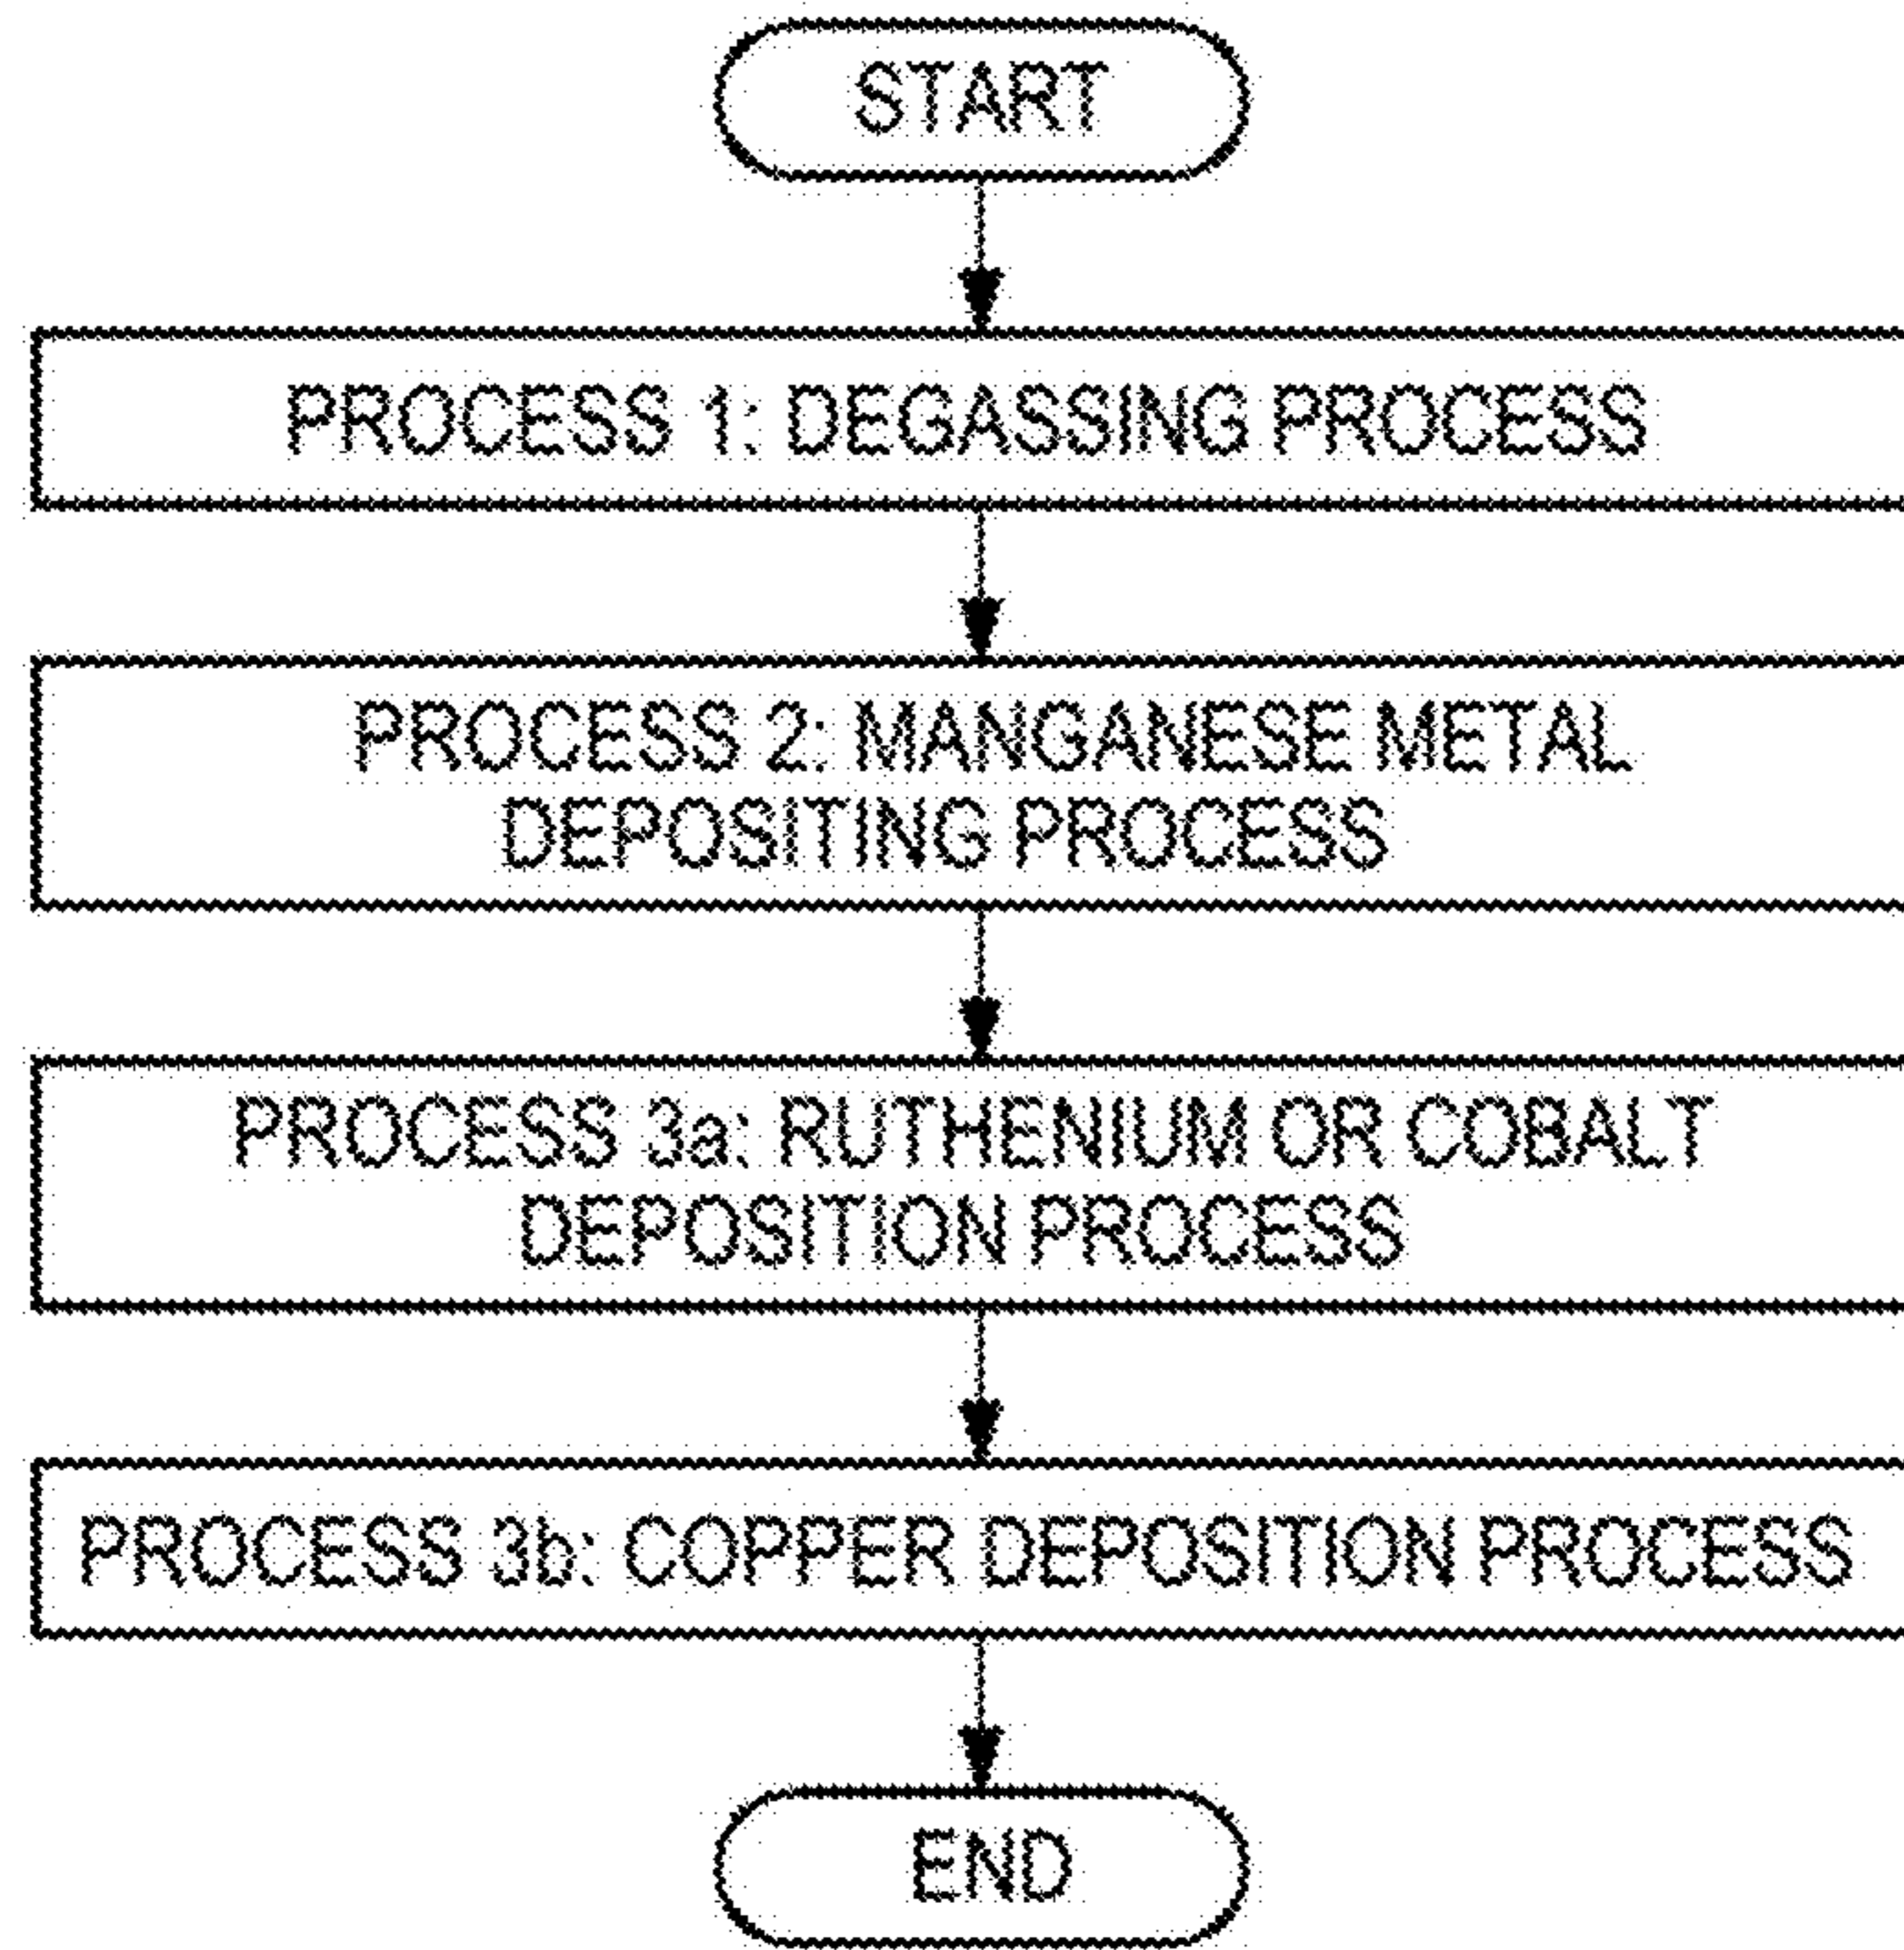 START
PROCESS 1: DEGASSING PROCESS
PROCESS 2: MANGANESE METAL
DEPOSITING PROCESS
PROCESS 3a: RUTHENIUM OR COBALT
DEPOSITION PROCESS
PROCESS 3b: COPPER DEPOSITION PROCESS
END